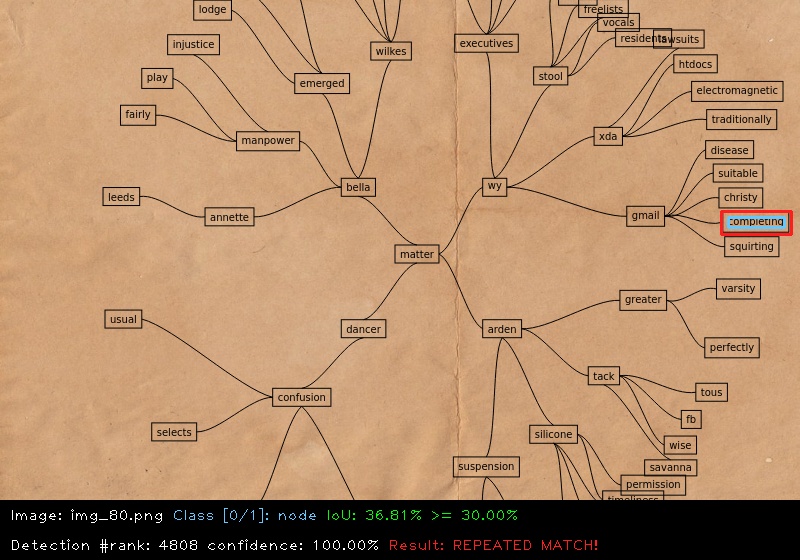 lodge
freelists
vocals
residents
lawsuits
injustice
wilkes
executives
htdocs
play
emerged
stool
electromagnetic
fairly
manpower
xda
traditionally
disease
suitable
leeds
bella
wy
christy
annette
gmail
completing
squirting
matter
varsity
greater
usual
dancer
arden
perfectly
tack
tous
confusion
fb
selects
silicone
wise
suspension
savanna
permission
timeliness
Image: img_80.png Class [0/1]: node IoU: 36.81% >= 30.00%
Detection #rank: 4808 confidence: 100.00% Result: REPEATED MATCH!